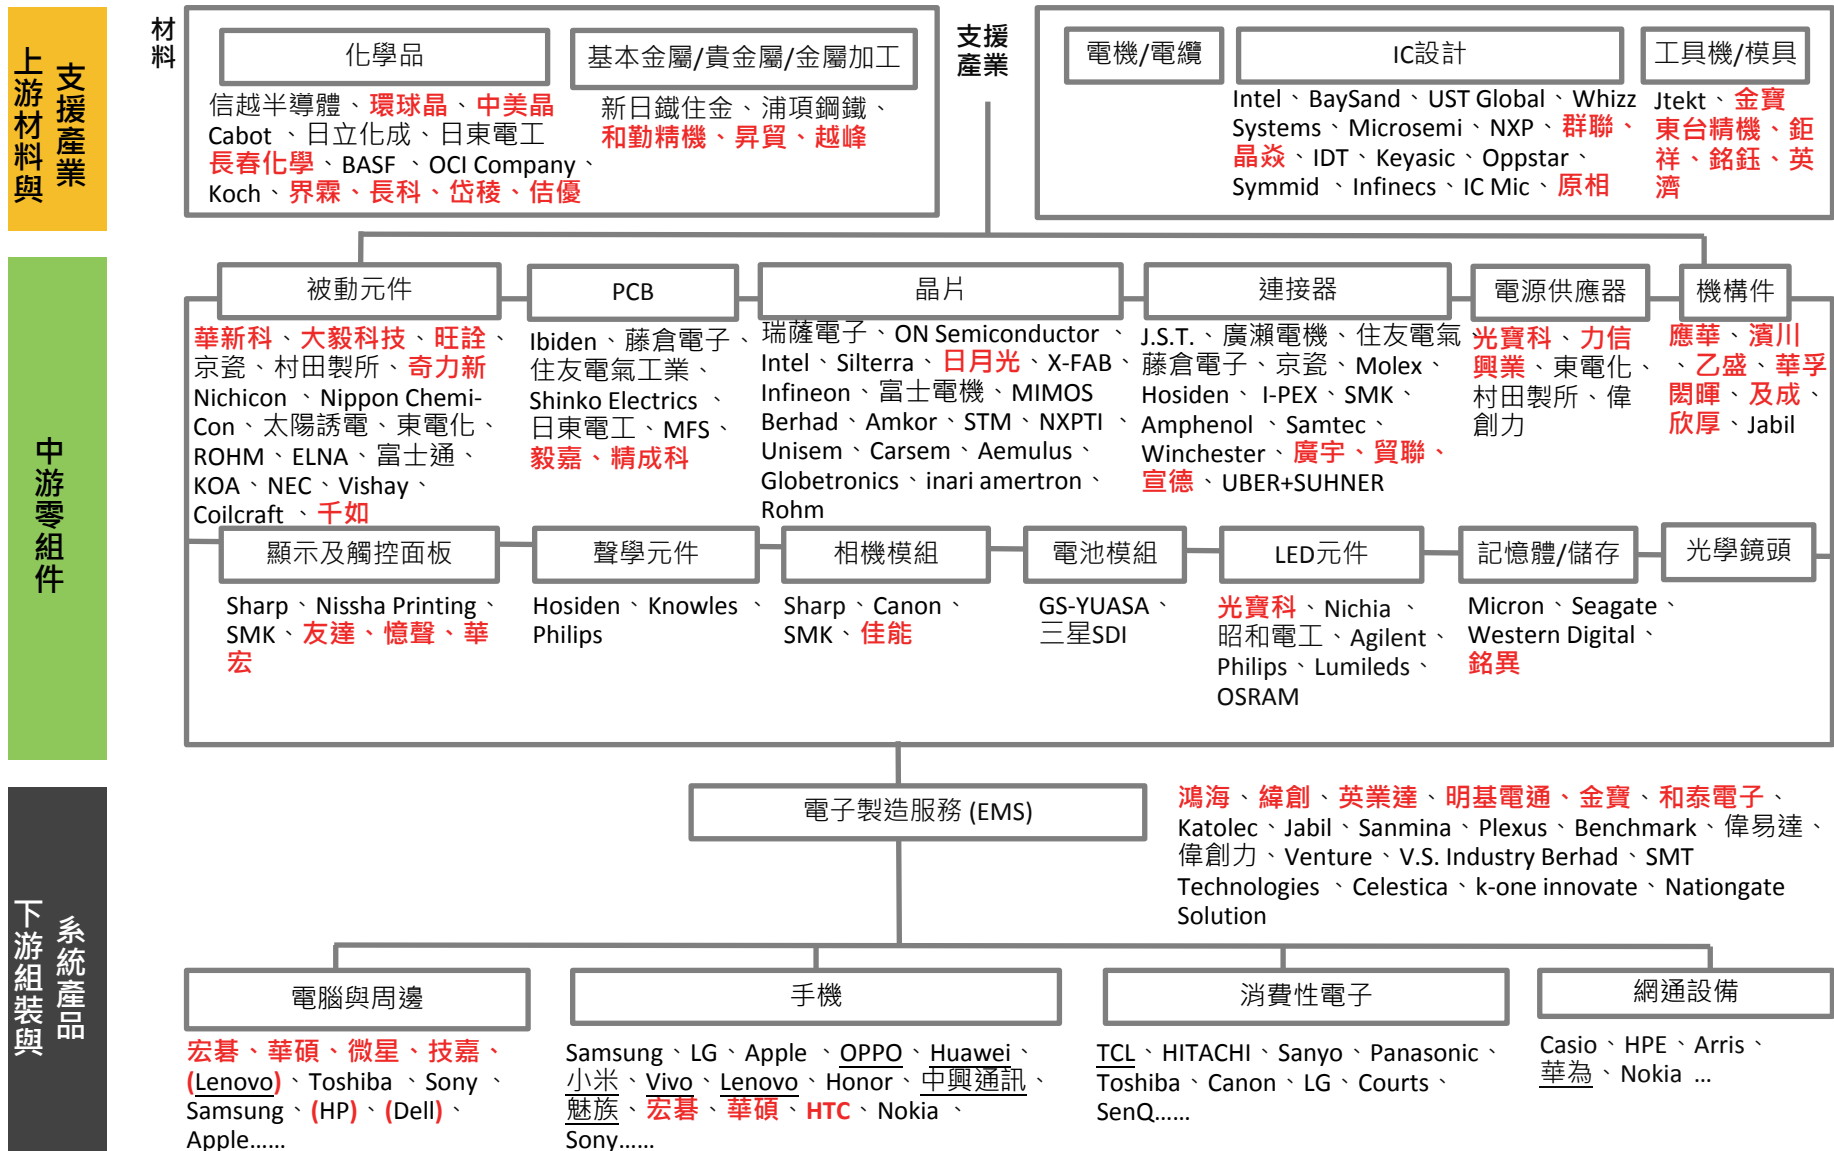 上游材料與
支援產業
材料
化學品
信越半導體、環球晶、中美晶
Cabot 、日立化成、日東電工
長春化學、BASF 、OCI Company、
Koch、界霖、長科、岱稜、佶優
基本金屬/貴金屬/金屬加工
新日鐵住金、浦項鋼鐵、
和勤精機、昇貿、越峰
支援
產業
電機/電纜
IC設計
Intel、BaySand、UST Global、Whizz
Systems、Microsemi、NXP、群聯、
晶焱、IDT、Keyasic、Oppstar、
Symmid、Infinecs、IC Mic、原相
工具機/模具
Jtekt、金寶
東台精機、鉅
祥、銘鈺、英
濟
中游零組件
被動元件
華新科、大毅科技、旺詮、
京瓷、村田製所、奇力新
Nichicon 、Nippon Chemi-
Con、太陽誘電、東電化、
ROHM、ELNA、富士通、
KOA、NEC、Vishay、
Coilcraft 、千如
PCB
Ibiden、藤倉電子、
住友電氣工業、
Shinko Electrics 、
日東電工、MFS、
毅嘉、精成科
晶片
瑞薩電子、ON Semiconductor 、
Intel、Silterra、日月光、X-FAB、
Infineon、富士電機、MIMOS
Berhad、Amkor、STM、NXPTI 、
Unisem、Carsem、Aemulus、
Globetronics、inari amertron、
Rohm
連接器
J.S.T.、廣瀨電機、住友電氣、
藤倉電子、京瓷、Molex、
Hosiden、I-PEX、SMK、
Amphenol 、Samtec、
Winchester、廣宇、貿聯、
宣德、UBER+SUHNER
電源供應器
光寶科、力信
興業、東電化、
村田製所、偉
創力
機構件
應華、濱川
、乙盛、華孚
閎暉、及成、
欣厚、Jabil
顯示及觸控面板
Sharp、Nissha Printing、
SMK、友達、憶聲、華
宏
聲學元件
Hosiden、Knowles 、
Philips
相機模組
Sharp、Canon、
SMK、佳能
電池模組
GS-YUASA、
三星SDI
LED元件
光寶科、Nichia 、
昭和電工、Agilent、
Philips、Lumileds、
OSRAM
記憶體/儲存
Micron、Seagate、
Western Digital、
銘異
光學鏡頭
下游組裝與
系統產品
電子製造服務 (EMS)
鴻海、緯創、英業達、明基電通、金寶、和泰電子、
Katolec、Jabil、Sanmina、Plexus、Benchmark、偉易達、
偉創力、Venture、V.S. Industry Berhad、SMT
Technologies 、Celestica、k-one innovate、Nationgate
Solution
電腦與周邊
宏碁、華碩、微星、技嘉、
(Lenovo)、Toshiba 、Sony 、
Samsung、(HP)、(Dell)、
Apple……
手機
Samsung、LG、Apple 、OPPO、Huawei、
小米、Vivo、Lenovo、Honor、中興通訊、
魅族、宏碁、華碩、HTC、Nokia 、
Sony……
消費性電子
TCL、HITACHI、Sanyo、Panasonic、
Toshiba、Canon、LG、Courts、
SenQ……
網通設備
Casio、HPE、Arris、
華為、Nokia …